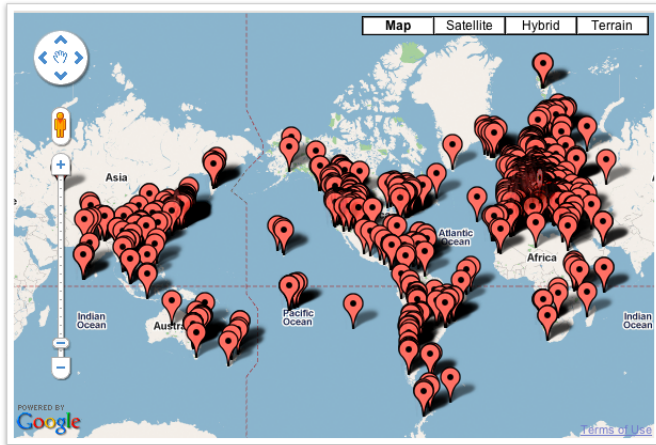 Map Satellite Hybrid Terrain
Asia
Atlantic
Ocean
Africa
Indian
Ocean
Pacific
Ocean
Indian
Ocean
POWERED BY
Google
Terms of Use